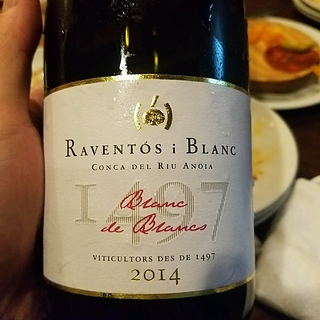 RAVENTÓS i BLANC
CONCA DEL RIU ANOIA
1497
Blanc
de Blancs
VITICULTORS DES DE 1497
2014